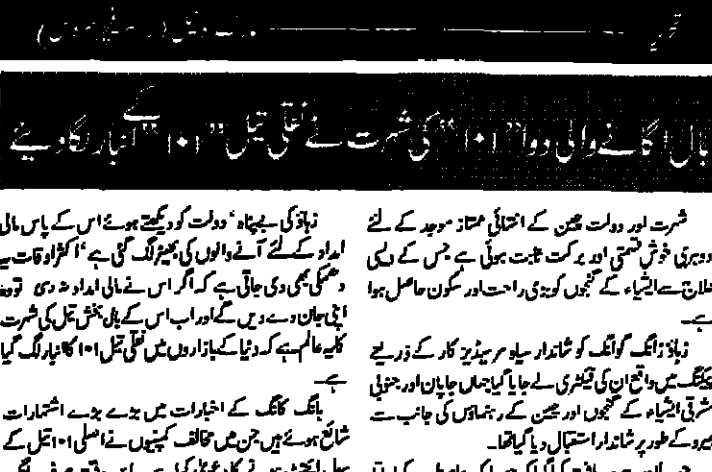 تحریر
بال اگانے والی دوا "۱۰۱" کی شہرت نے نقلی تیل "۱۰۱" کے انبار لگا دیئے
شہرت اور دولت چین کے انتہائی ممتاز موجد کے لئے
دوہری خوش قسمتی اور برکت ثابت ہوئی ہے جس کے دیسی
علاج سے ایشیاء کے گنجوں کو بڑی راحت اور سکون حاصل ہوا
ہے۔
زہاؤ ژانگ گوانگ کو شاندار سیاہ مرسیڈیز کار کے ذریعے
بیکنگ میں واقع ان کی فیکٹری لے جایا گیا جہاں جاپان اور جنوبی
مشرقی ایشیاء کے گنجوں اور چین کے رہنماؤں کی جانب سے
ہیرو کے طور پر شاندار استقبال دیا گیا تھا۔
زہاؤ کی بے پناہ دولت کو دیکھتے ہوئے اس کے پاس مالی
امداد کے لئے آنے والوں کی بھیڑ لگ گئی ہے' اکثر اوقات یہ
دھمکی بھی دی جاتی ہے کہ اگر اس نے مالی امداد نہ دی تو وہ
اپنی جان دے دیں گے اور اب اس کے بال بخش تیل کی شہرت
کا یہ عالم ہے کہ دنیا کے بازاروں میں نقلی تیل ۱۰۱ کا انبار لگ گیا
ہے۔
ہانگ کانگ کے اخبارات میں بڑے بڑے اشتہارات
شائع ہوئے ہیں جن میں مخالف کمپنیوں نے اصلی ۱۰۱ تیل کے